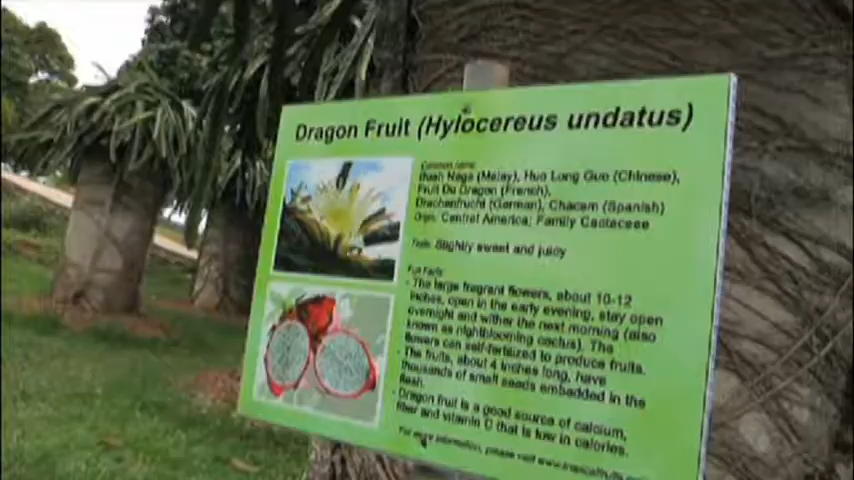 Dragon Fruit (Hylocereus undatus)
Common name:
Buah Naga (Malay), Huo Long Guo (Chinese),
Fruit Du Dragon (French),
Drachenfrucht (German), Chacam (Spanish)
Origin: Central America; Family Cactaceae
Taste: Slightly sweet and juicy
Fun Facts:
- The large fragrant flowers, about 10-12
inches, open in the early evening, stay open
overnight and wither the next morning (also
known as nightblooming cactus). The
flowers can self-fertilized to produce fruits.
- The fruits, about 4 inches long, have
thousands of small seeds embedded in the
flesh.
- Dragon fruit is a good source of calcium,
fiber and vitamin C that is low in calories.
For more information, please visit